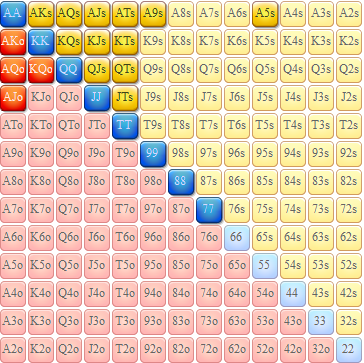 AA AKs AQs AJs ATs A9s A8s A7s A6s A5s A4s A3s A2s
AKo KK KQs KJs KTs K9s K8s K7s K6s K5s K4s K3s K2s
AQo KQo QQ QJs QTs Q9s Q8s Q7s Q6s Q5s Q4s Q3s Q2s
AJo KJo QJo JJ JTs J9s J8s J7s J6s J5s J4s J3s J2s
ATo KTo QTo JTo TT T9s T8s T7s T6s T5s T4s T3s T2s
A9o K9o Q9o J9o T9o 99 98s 97s 96s 95s 94s 93s 92s
A8o K8o Q8o J8o T8o 98o 88 87s 86s 85s 84s 83s 82s
A7o K7o Q7o J7o T7o 97o 87o 77 76s 75s 74s 73s 72s
A6o K6o Q6o J6o T6o 96o 86o 76o 66 65s 64s 63s 62s
A5o K5o Q5o J5o T5o 95o 85o 75o 65o 55 54s 53s 52s
A4o K4o Q4o J4o T4o 94o 84o 74o 64o 54o 44 43s 42s
A3o K3o Q3o J3o T3o 93o 83o 73o 63o 53o 43o 33 32s
A2o K2o Q2o J2o T2o 92o 82o 72o 62o 52o 42o 32o 22